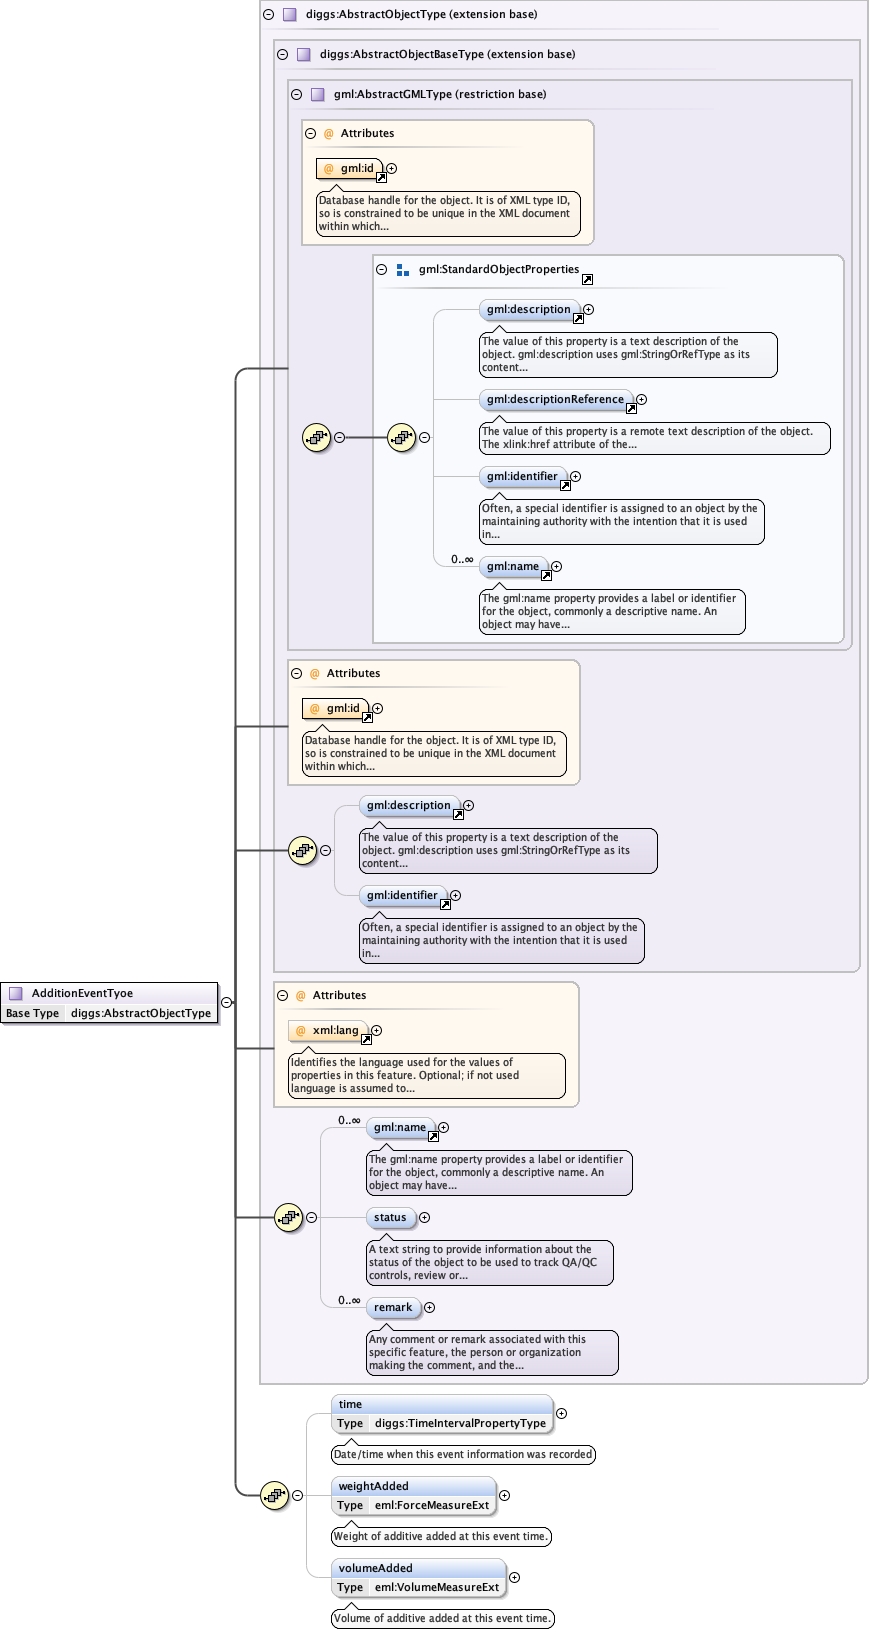 diggs:AbstractObjectType (extension base)
diggs:AbstractObjectBaseType (extension base)
gml:AbstractGMLType (restriction base)
@ Attributes
@ gml:id
Database handle for the object. It is of XML type ID,
so is constrained to be unique in the XML document
within which...
gml:StandardObjectProperties
gml:description
The value of this property is a text description of the
object. gml:description uses gml:StringOrRefType as its
content...
gml:descriptionReference
The value of this property is a remote text description of the object.
The xlink:href attribute of the...
gml:identifier
Often, a special identifier is assigned to an object by the
maintaining authority with the intention that it is used
in...
0..∞
gml:name
The gml:name property provides a label or identifier
for the object, commonly a descriptive name. An
object may have...
@ Attributes
@ gml:id
Database handle for the object. It is of XML type ID,
so is constrained to be unique in the XML document
within which...
gml:description
The value of this property is a text description of the
object. gml:description uses gml:StringOrRefType as its
content...
gml:identifier
Often, a special identifier is assigned to an object by the
maintaining authority with the intention that it is used
in...
AdditionEventTyoe
Base Type diggs:AbstractObjectType
@ Attributes
@ xml:lang
Identifies the language used for the values of
properties in this feature. Optional; if not used
language is assumed to...
0..∞
gml:name
The gml:name property provides a label or identifier
for the object, commonly a descriptive name. An
object may have...
status
A text string to provide information about the
status of the object to be used to track QA/QC
controls, review or...
0..∞
remark
Any comment or remark associated with this
specific feature, the person or organization
making the comment, and the...
time
Type diggs:TimeIntervalPropertyType
Date/time when this event information was recorded
weightAdded
Type eml:ForceMeasureExt
Weight of additive added at this event time.
volumeAdded
Type eml:VolumeMeasureExt
Volume of additive added at this event time.